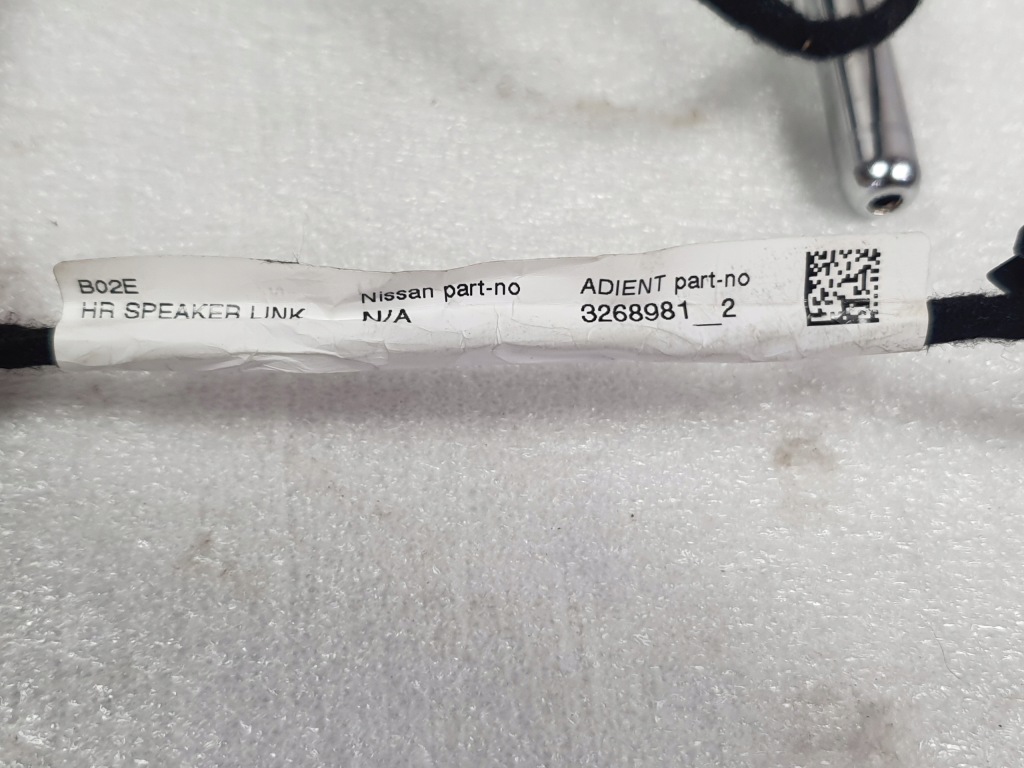 B02E
HR SPEAKER LINK
Nissan part-no
N/A
ADIENT part-no
3268981__2